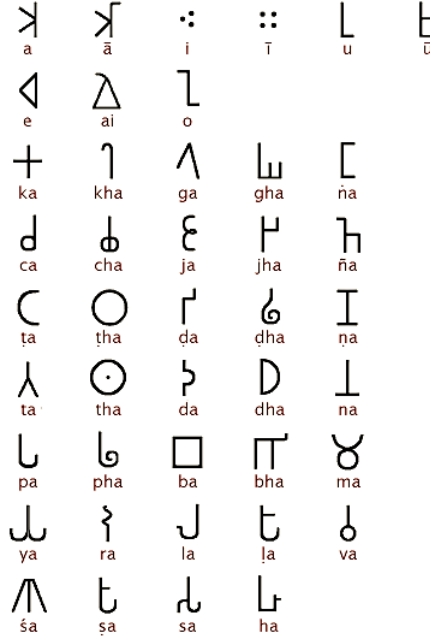 𑀅 𑀆 𑀇 𑀈 𑀉 𑀊
a ā i ī u ū
𑀏 𑀐 𑀑
e ai o
𑀓 𑀔 𑀕 𑀖 𑀗
ka kha ga gha ṅa
𑀘 𑀙 𑀚 𑀛 𑀜
ca cha ja jha ña
𑀝 𑀞 𑀟 𑀠 𑀡
ṭa ṭha ḍa ḍha ṇa
𑀢 𑀣 𑀤 𑀥 𑀦
ta tha da dha na
𑀧 𑀨 𑀩 𑀪 𑀫
pa pha ba bha ma
𑀬 𑀭 𑀮 𑀴 𑀯
ya ra la ḷa va
𑀰 𑀱 𑀲 𑀳
śa ṣa sa ha